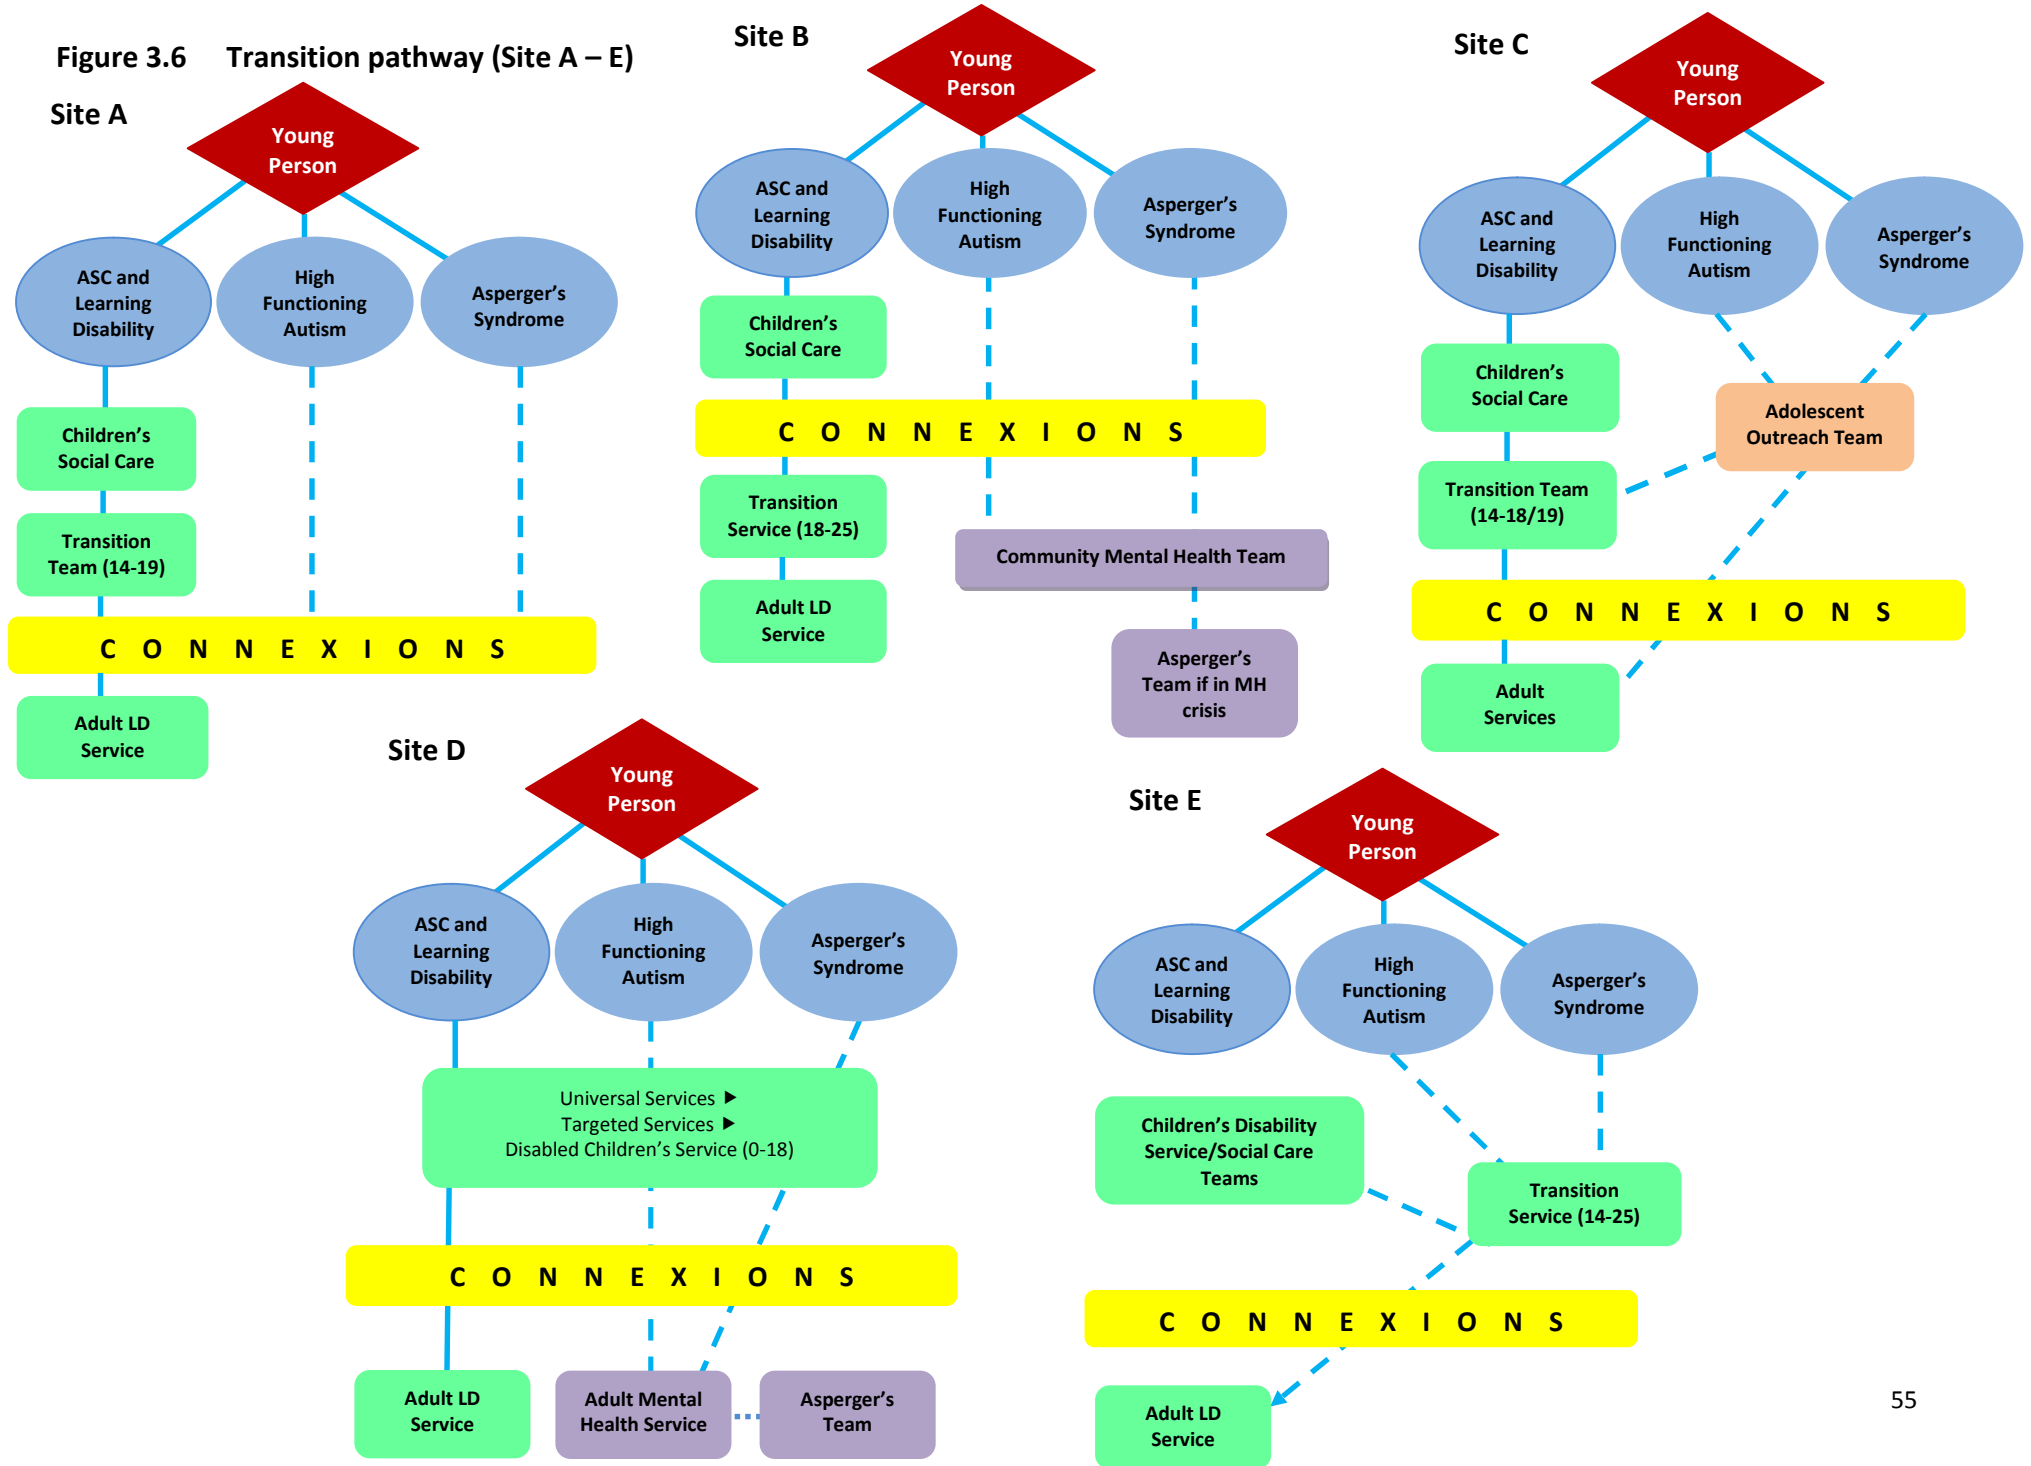 Figure 3.6 Transition pathway (Site A – E)
Site A
Young
Person
ASC and
Learning
Disability
High
Functioning
Autism
Asperger’s
Syndrome
Children’s
Social Care
Transition
Team (14-19)
C O N N E X I O N S
Adult LD
Service
Site B
Young
Person
ASC and
Learning
Disability
High
Functioning
Autism
Asperger’s
Syndrome
Children’s
Social Care
C O N N E X I O N S
Transition
Service (18-25)
Community Mental Health Team
Adult LD
Service
Asperger’s
Team if in MH
crisis
Site C
Young
Person
ASC and
Learning
Disability
High
Functioning
Autism
Asperger’s
Syndrome
Children’s
Social Care
Adolescent
Outreach Team
Transition Team
(14-18/19)
C O N N E X I O N S
Adult
Services
Site D
Young
Person
ASC and
Learning
Disability
High
Functioning
Autism
Asperger’s
Syndrome
Universal Services ►
Targeted Services ►
Disabled Children’s Service (0-18)
C O N N E X I O N S
Adult LD
Service
Adult Mental
Health Service
Asperger’s
Team
Site E
Young
Person
ASC and
Learning
Disability
High
Functioning
Autism
Asperger’s
Syndrome
Children’s Disability
Service/Social Care
Teams
Transition
Service (14-25)
C O N N E X I O N S
Adult LD
Service
55